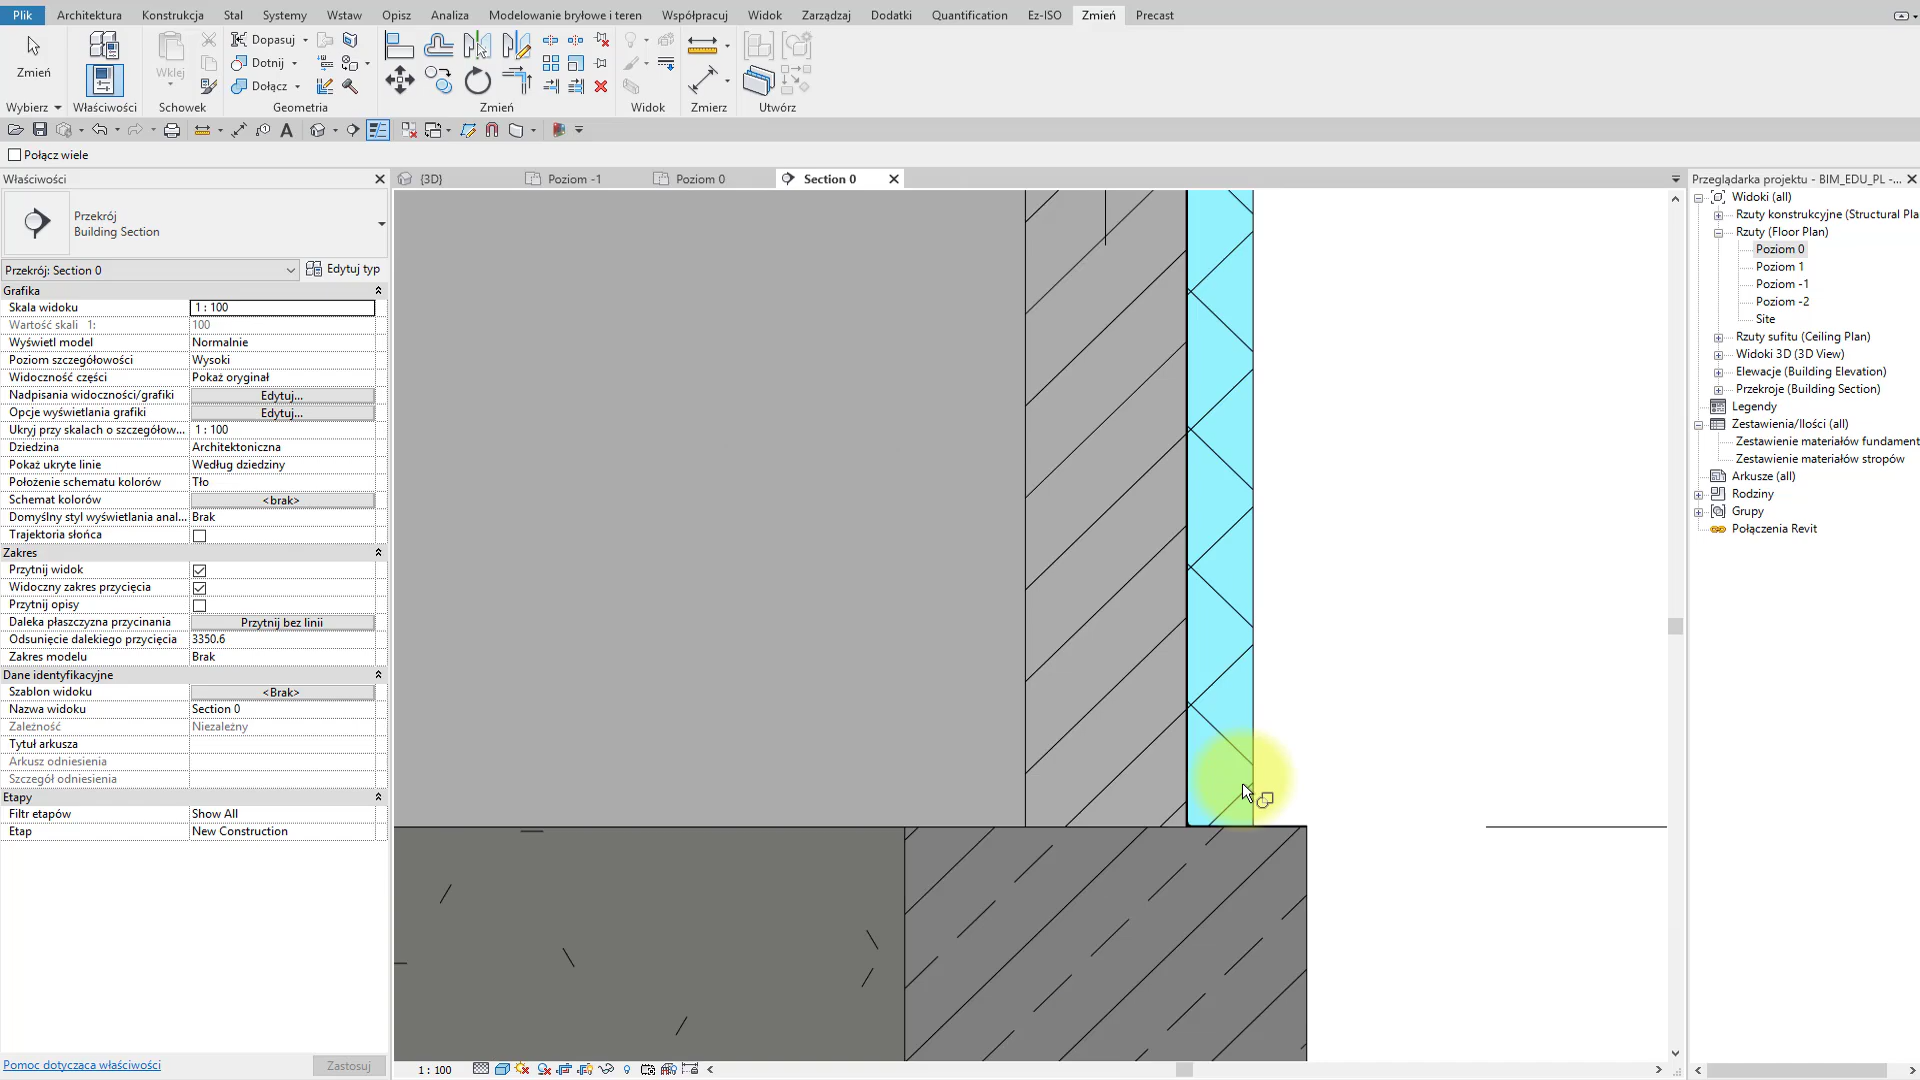 Plik Architektura Konstrukcja Stal Systemy Wstaw Opisz Analiza Modelowanie bryłowe i teren Współpracuj Widok Zarządzaj Dodatki Quantification Ez-ISO Zmień Precast
Zmień
Wklej
Dopasuj
Dotnij
Dołącz
Wybierz Właściwości Schowek Geometria Zmień Widok Zmierz Utwórz
Połącz wiele
Właściwości
{3D} Poziom -1 Poziom 0 Section 0
Przeglądarka projektu - BIM_EDU_PL -...
Przekrój
Building Section
Przekrój: Section 0 Edytuj typ
Grafika
Skala widoku 1 : 100
Wartość skali 1: 100
Wyświetl model Normalnie
Poziom szczegółowości Wysoki
Widoczność części Pokaż oryginał
Nadpisania widoczności/grafiki Edytuj...
Opcje wyświetlania grafiki Edytuj...
Ukryj przy skalach o szczegółow... 1 : 100
Dziedzina Architektoniczna
Pokaż ukryte linie Według dziedziny
Położenie schematu kolorów Tło
Schemat kolorów <brak>
Domyślny styl wyświetlania anal... Brak
Trajektoria słońca
Zakres
Przytnij widok
Widoczny zakres przycięcia
Przytnij opisy
Daleka płaszczyzna przycinania Przytnij bez linii
Odsunięcie dalekiego przycięcia 3350.6
Zakres modelu Brak
Dane identyfikacyjne
Szablon widoku <Brak>
Nazwa widoku Section 0
Zależność Niezależny
Tytuł arkusza
Arkusz odniesienia
Szczegół odniesienia
Etapy
Filtr etapów Show All
Etap New Construction
Pomoc dotycząca właściwości Zastosuj
Widoki (all)
Rzuty konstrukcyjne (Structural Pla
Rzuty (Floor Plan)
Poziom 0
Poziom 1
Poziom -1
Poziom -2
Site
Rzuty sufitu (Ceiling Plan)
Widoki 3D (3D View)
Elewacje (Building Elevation)
Przekroje (Building Section)
Legendy
Zestawienia/Ilości (all)
Zestawienie materiałów fundament
Zestawienie materiałów stropów
Arkusze (all)
Rodziny
Grupy
Połączenia Revit
1 : 100